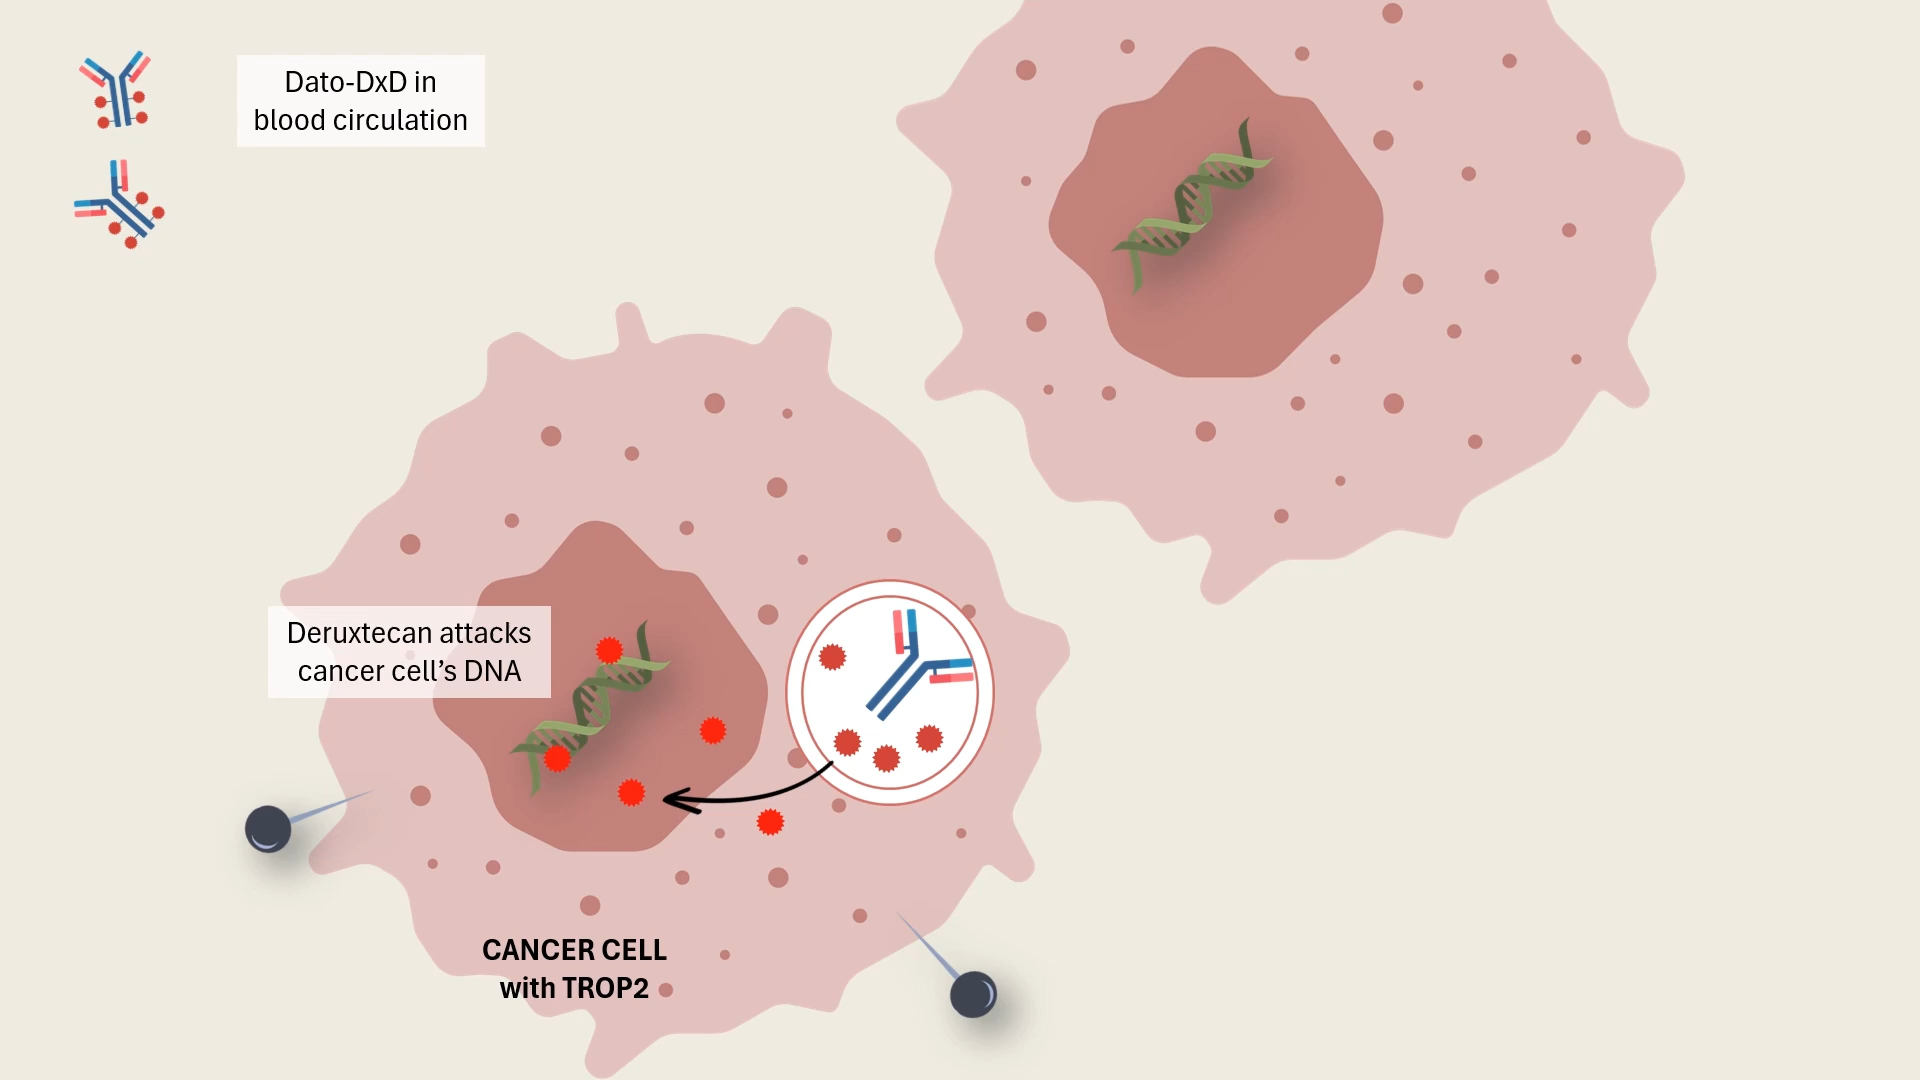 Dato-DxD in
blood circulation
Deruxtecan attacks
cancer cell’s DNA
CANCER CELL
with TROP2